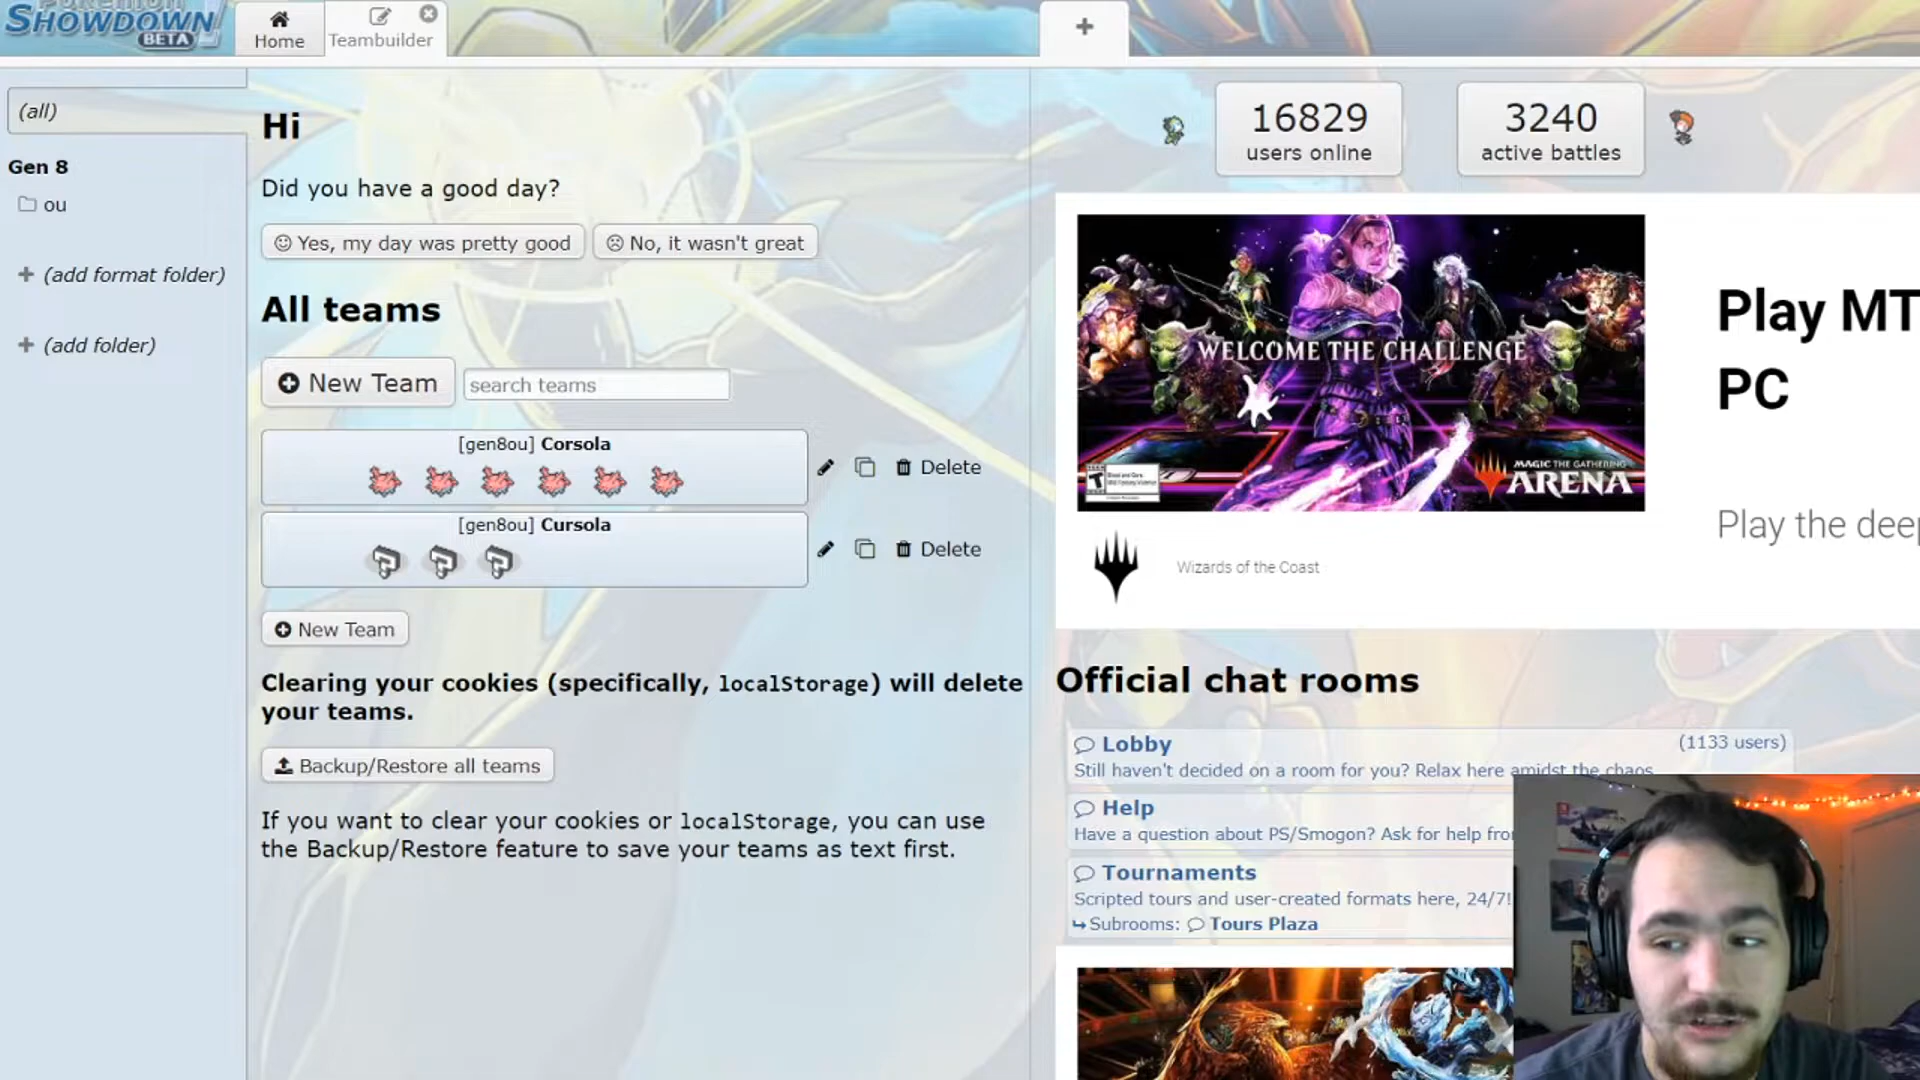 Pokémon
SHOWDOWN
BETA
Home
Teambuilder
(all)
Gen 8
ou
(add format folder)
(add folder)
Hi
Did you have a good day?
Yes, my day was pretty good
No, it wasn't great
All teams
New Team
search teams
[gen8ou] Corsola
Delete
[gen8ou] Cursola
Delete
New Team
Clearing your cookies (specifically, localStorage) will delete
your teams.
Backup/Restore all teams
If you want to clear your cookies or localStorage, you can use
the Backup/Restore feature to save your teams as text first.
16829
users online
3240
active battles
WELCOME THE CHALLENGE
MAGIC THE GATHERING
ARENA
Play MT
PC
Play the deep
Wizards of the Coast
Official chat rooms
Lobby
(1133 users)
Still haven't decided on a room for you? Relax here amidst the chaos
Help
Have a question about PS/Smogon? Ask for help fro
Tournaments
Scripted tours and user-created formats here, 24/7!
Subrooms: Tours Plaza